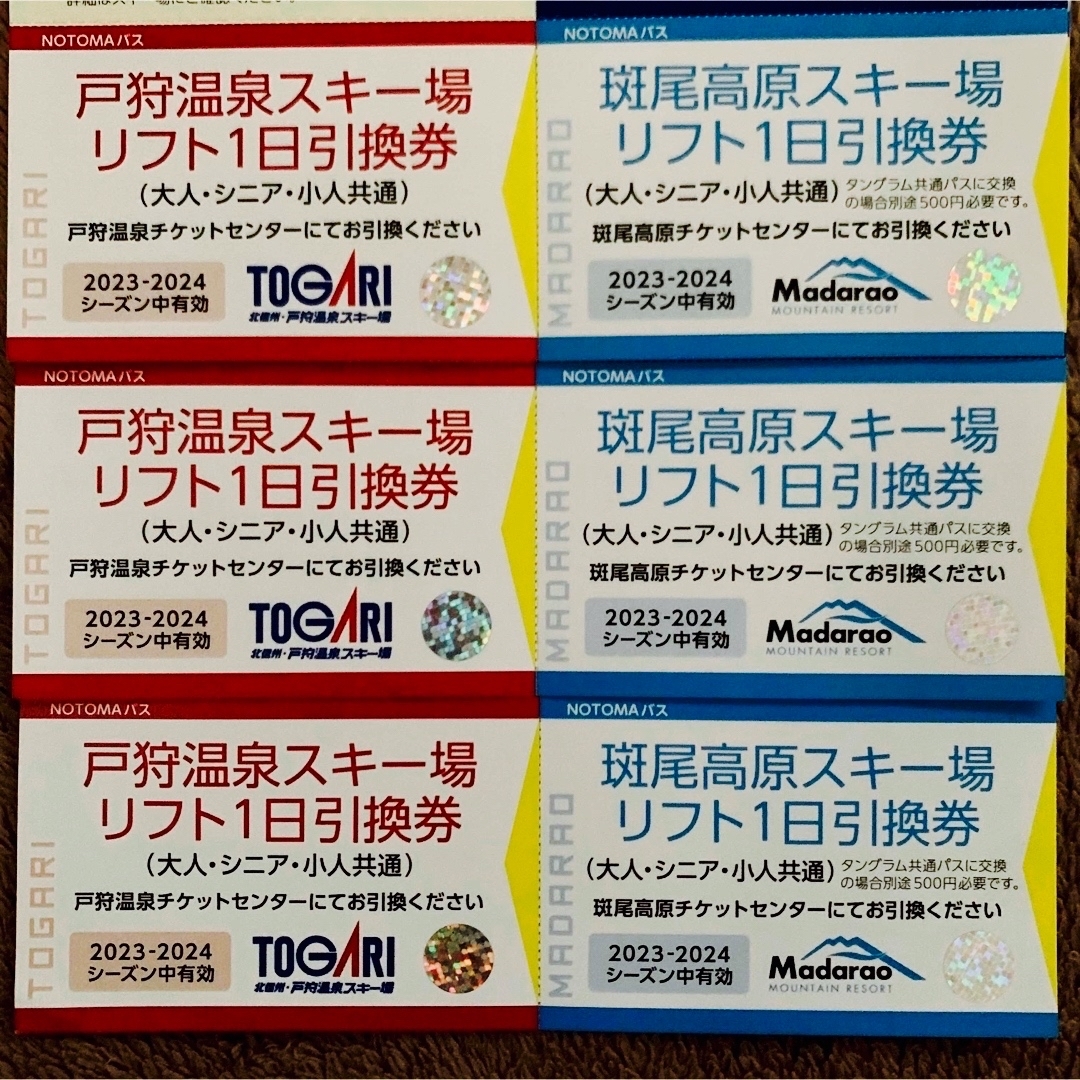 詳細はスキー場にご確認ください。
NOTOMAパス
戸狩温泉スキー場
リフト1日引換券
(大人・シニア・小人共通)
戸狩温泉チケットセンターにてお引換ください
2023-2024
シーズン中有効
TOGARI
北信州・戸狩温泉スキー場
TOGARI
NOTOMAパス
斑尾高原スキー場
リフト1日引換券
(大人・シニア・小人共通)
タングラム共通パスに交換
の場合別途500円必要です。
斑尾高原チケットセンターにてお引換ください
2023-2024
シーズン中有効
Madarao
MOUNTAIN RESORT
MADARAO
NOTOMAパス
戸狩温泉スキー場
リフト1日引換券
(大人・シニア・小人共通)
戸狩温泉チケットセンターにてお引換ください
2023-2024
シーズン中有効
TOGARI
北信州・戸狩温泉スキー場
TOGARI
NOTOMAパス
斑尾高原スキー場
リフト1日引換券
(大人・シニア・小人共通)
タングラム共通パスに交換
の場合別途500円必要です。
斑尾高原チケットセンターにてお引換ください
2023-2024
シーズン中有効
Madarao
MOUNTAIN RESORT
MADARAO
NOTOMAパス
戸狩温泉スキー場
リフト1日引換券
(大人・シニア・小人共通)
戸狩温泉チケットセンターにてお引換ください
2023-2024
シーズン中有効
TOGARI
北信州・戸狩温泉スキー場
TOGARI
NOTOMAパス
斑尾高原スキー場
リフト1日引換券
(大人・シニア・小人共通)
タングラム共通パスに交換
の場合別途500円必要です。
斑尾高原チケットセンターにてお引換ください
2023-2024
シーズン中有効
Madarao
MOUNTAIN RESORT
MADARAO